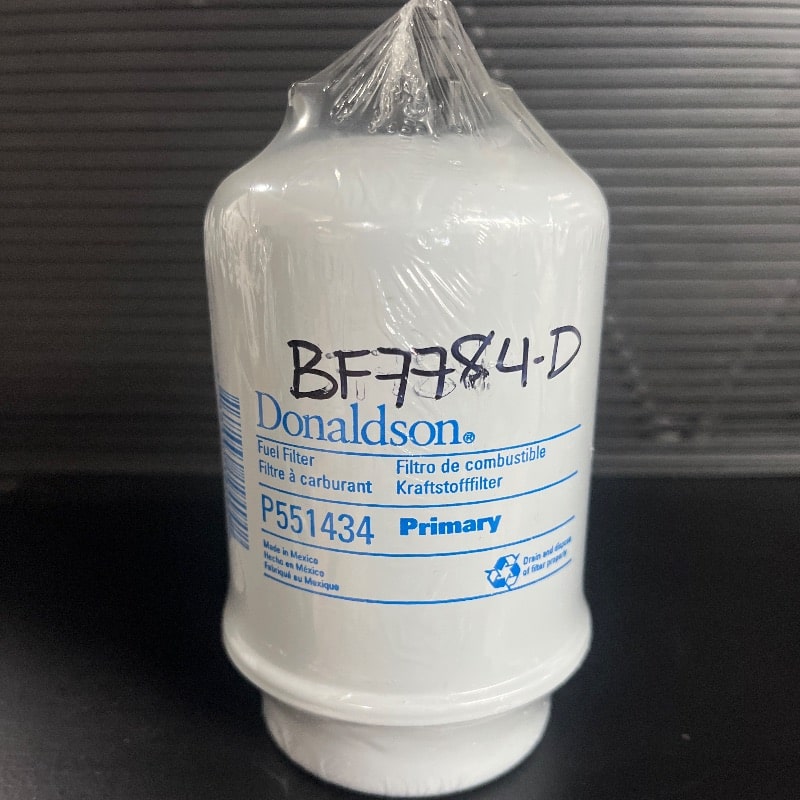 BF7784-D
Donaldson®
Fuel Filter
Filtre à carburant
Filtro de combustible
Kraftstofffilter
P551434 Primary
Made in Mexico
Hecho en México
Fabriqué au Mexique
Drain and dispose
of filter properly